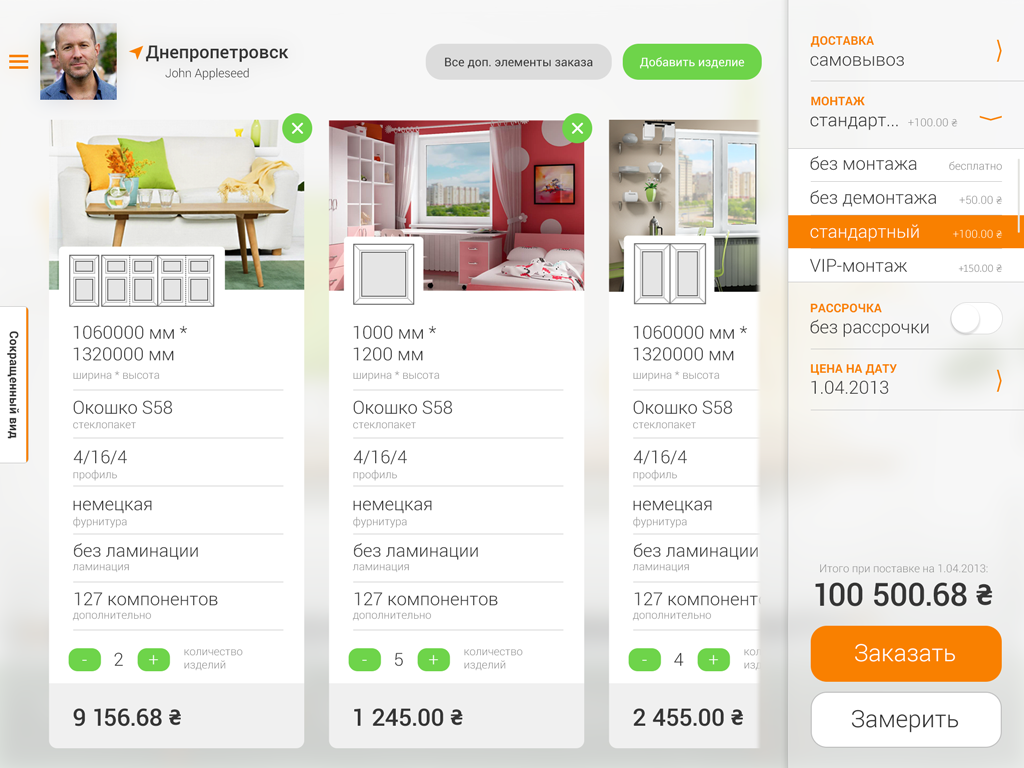 Днепропетровск
John Appleseed
Все доп. элементы заказа
Добавить изделие
Сокращенный вид
1060000 мм *
1320000 мм
ширина * высота
Окошко S58
стеклопакет
4/16/4
профиль
немецкая
фурнитура
без ламинации
ламинация
127 компонентов
дополнительно
- 2 +
количество
изделий
9 156.68 ₴
1000 мм *
1200 мм
ширина * высота
Окошко S58
стеклопакет
4/16/4
профиль
немецкая
фурнитура
без ламинации
ламинация
127 компонентов
дополнительно
- 5 +
количество
изделий
1 245.00 ₴
1060000 мм *
1320000 мм
ширина * высота
Окошко S58
стеклопакет
4/16/4
профиль
немецкая
фурнитура
без ламинации
ламинация
127 компонент
дополнительно
- 4 +
кол
изд
2 455.00 ₴
ДОСТАВКА
самовывоз
МОНТАЖ
стандарт... +100.00 ₴
без монтажа бесплатно
без демонтажа +50.00 ₴
стандартный +100.00 ₴
VIP-монтаж +150.00 ₴
РАССРОЧКА
без рассрочки
ЦЕНА НА ДАТУ
1.04.2013
Итого при поставке на 1.04.2013:
100 500.68 ₴
Заказать
Замерить